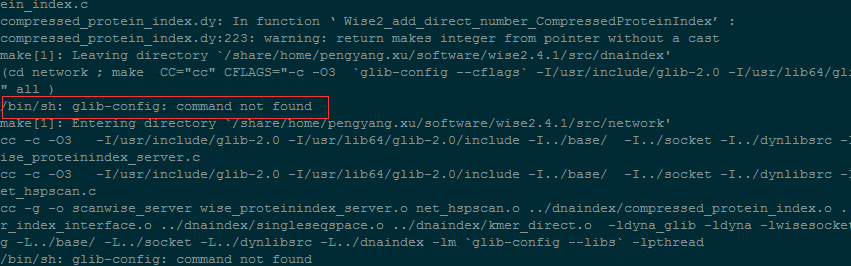 ein_index.c
compressed_protein_index.dy: In function ‘ Wise2_add_direct_number_CompressedProteinIndex’ :
compressed_protein_index.dy:223: warning: return makes integer from pointer without a cast
make[1]: Leaving directory `/share/home/pengyang.xu/software/wise2.4.1/src/dnaindex'
(cd network ; make  CC="cc" CFLAGS="-c -O3  `glib-config --cflags` -I/usr/include/glib-2.0 -I/usr/lib64/gli
" all )
/bin/sh: glib-config: command not found
make[1]: Entering directory `/share/home/pengyang.xu/software/wise2.4.1/src/network'
cc -c -O3   -I/usr/include/glib-2.0 -I/usr/lib64/glib-2.0/include -I../base/  -I../socket -I../dynlibsrc -I
ise_proteinindex_server.c
cc -c -O3   -I/usr/include/glib-2.0 -I/usr/lib64/glib-2.0/include -I../base/  -I../socket -I../dynlibsrc -I
et_hspscan.c
cc -g -o scanwise_server wise_proteinindex_server.o net_hspscan.o ../dnaindex/compressed_protein_index.o ..
r_index_interface.o ../dnaindex/singleseqspace.o ../dnaindex/kmer_direct.o  -ldyna_glib -ldyna -lwisesocket
g -L../base/ -L../socket -L../dynlibsrc -L../dnaindex -lm `glib-config --libs` -lpthread
/bin/sh: glib-config: command not found